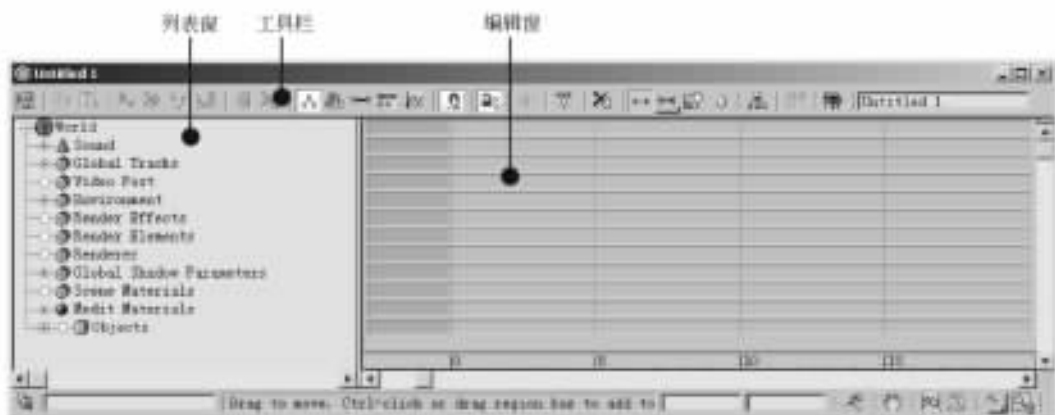 列表窗 工具栏 编辑窗
Untitled 1
Untitled 1
World
Sound
Global Tracks
Video Post
Environment
Render Effects
Render Elements
Renderer
Global Shadow Parameters
Scene Materials
Medit Materials
Objects
Drag to move. Ctrl-click or drag region box to add to